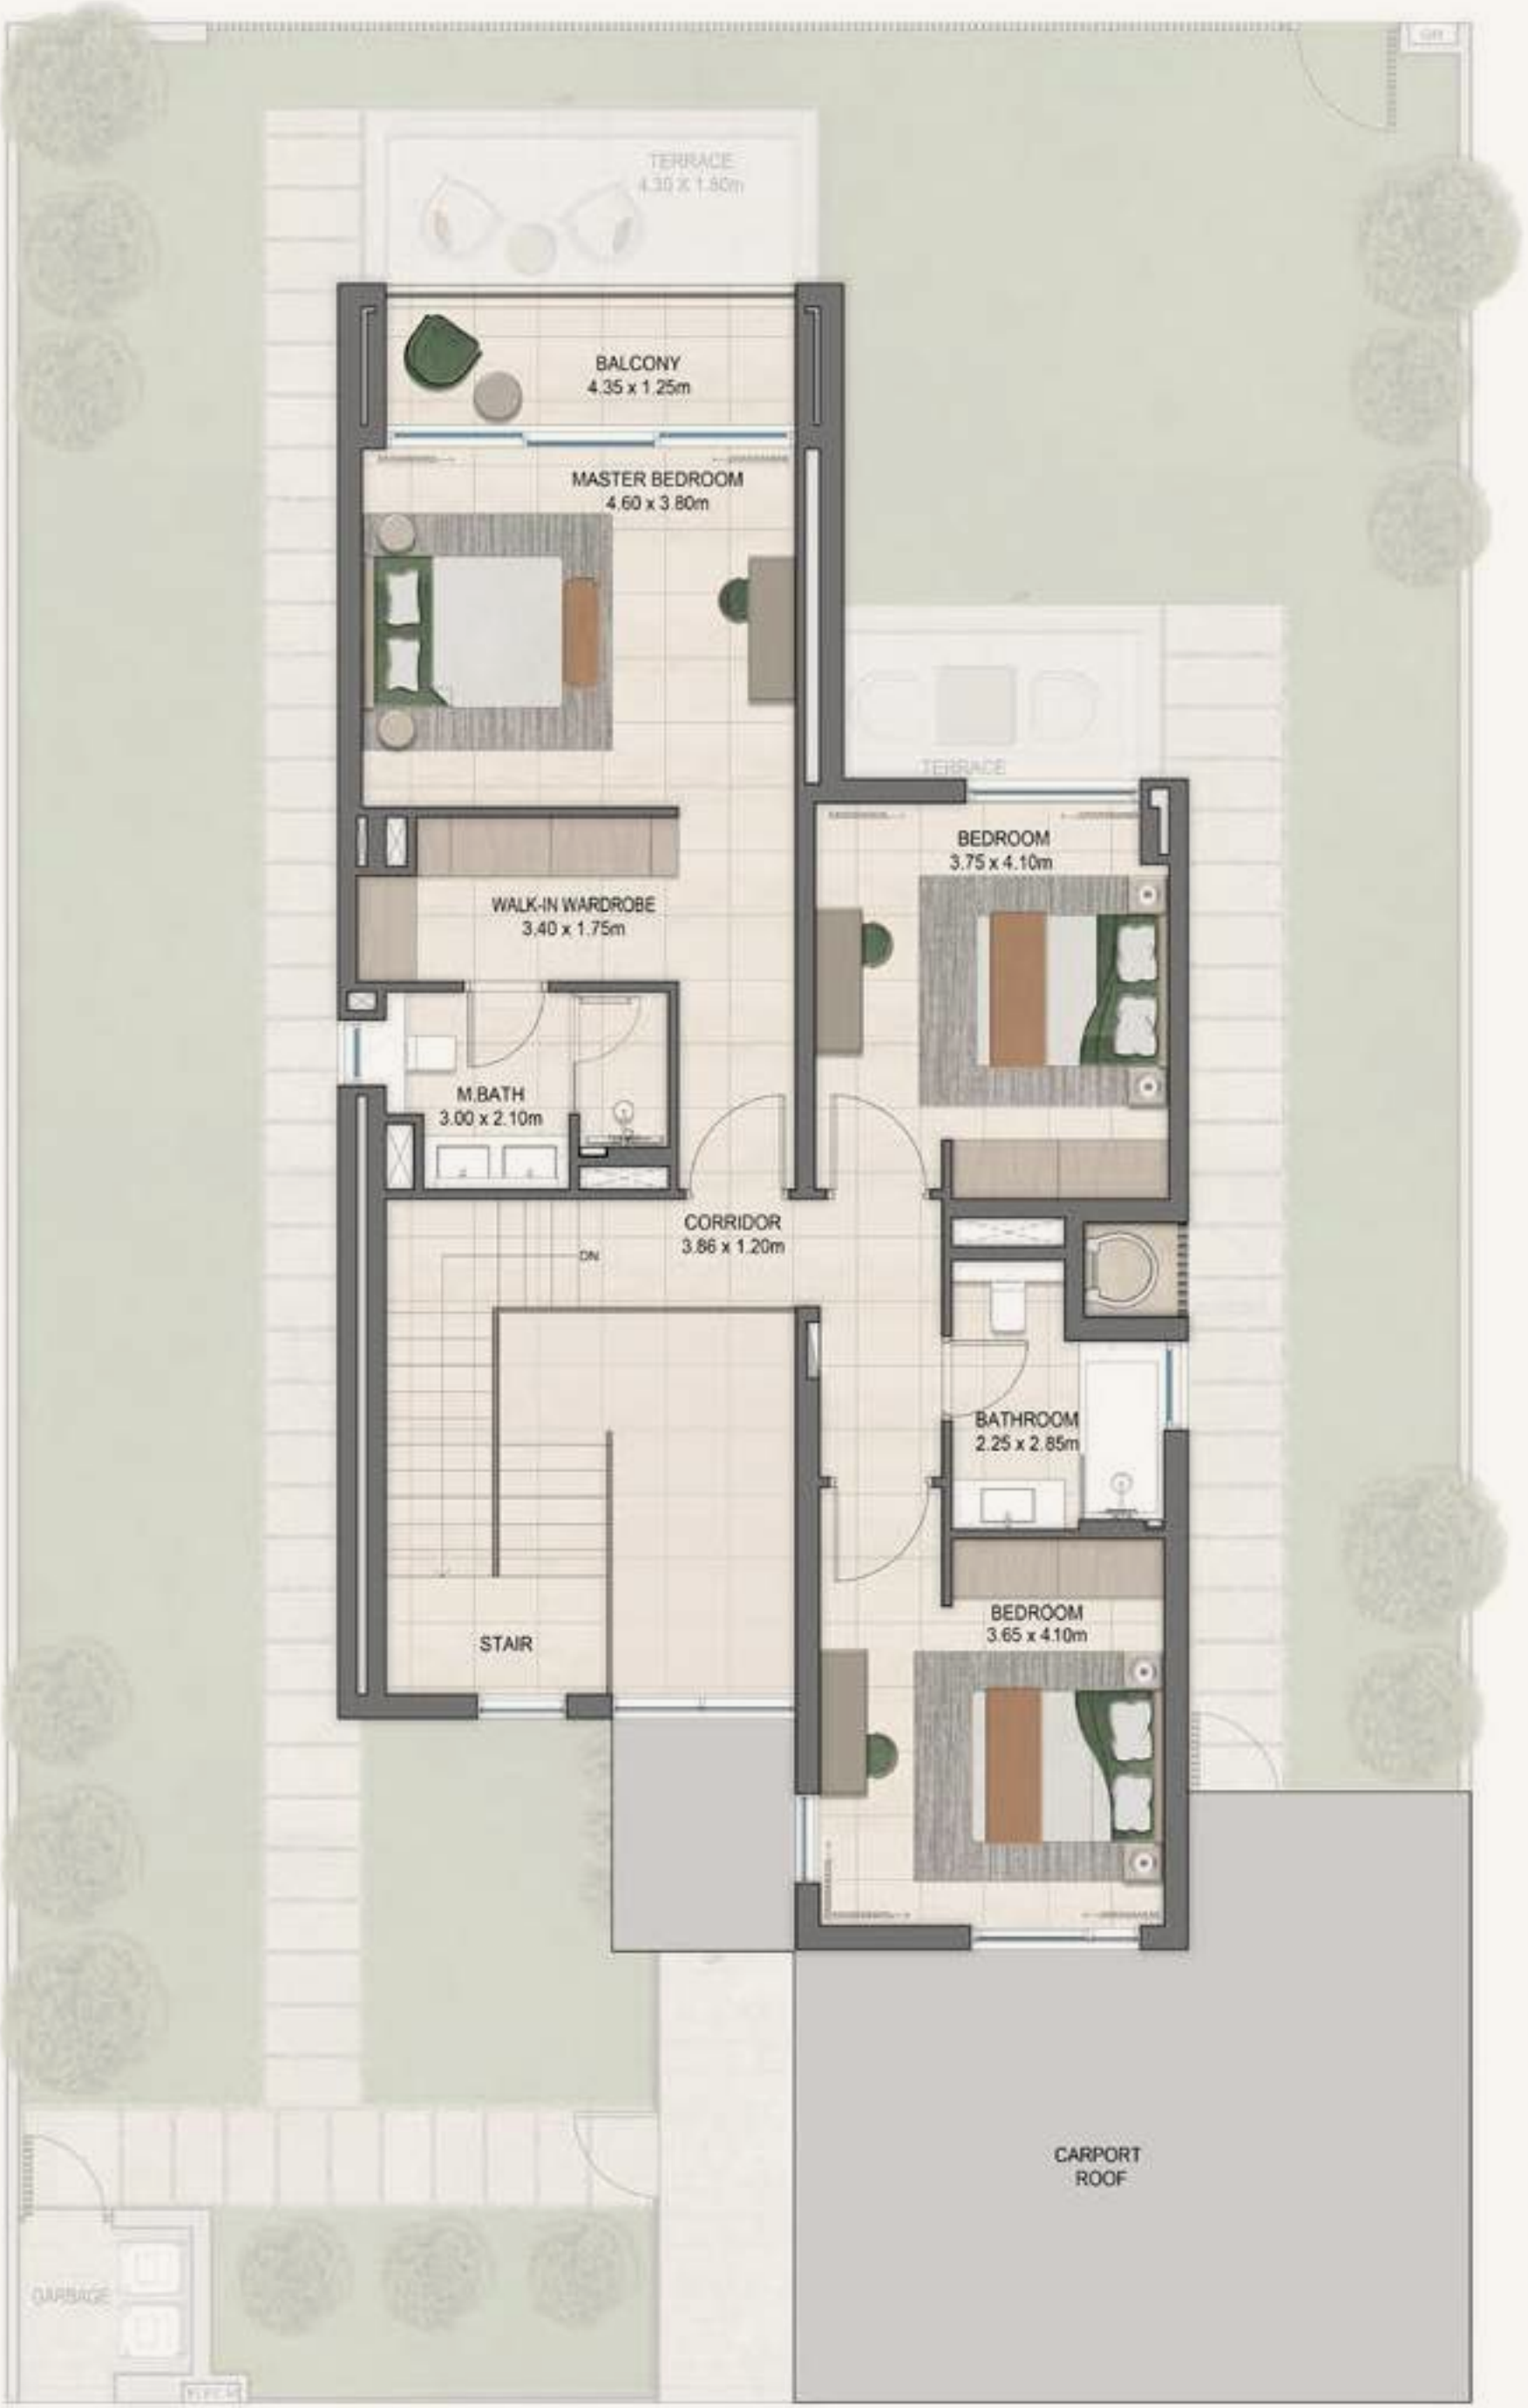 GM
TERRACE
4.30 X 1.80m
BALCONY
4.35 x 1.25m
MASTER BEDROOM
4.60 x 3.80m
TERRACE
BEDROOM
3.75 x 4.10m
WALK-IN WARDROBE
3.40 x 1.75m
M.BATH
3.00 x 2.10m
CORRIDOR
3.86 x 1.20m
DN
BATHROOM
2.25 x 2.85m
BEDROOM
3.65 x 4.10m
STAIR
CARPORT
ROOF
GARBAGE